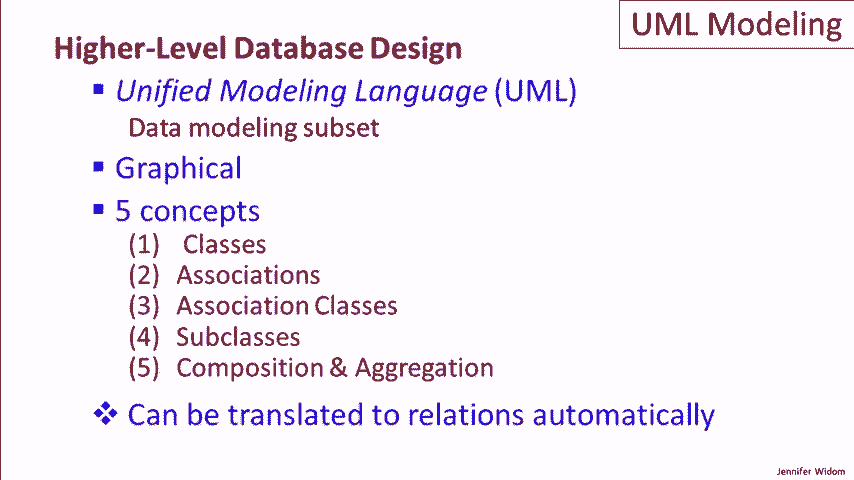 UML Modeling
Higher-Level Database Design
▪ Unified Modeling Language (UML)
Data modeling subset
▪ Graphical
▪ 5 concepts
(1) Classes
(2) Associations
(3) Association Classes
(4) Subclasses
(5) Composition & Aggregation
❖ Can be translated to relations automatically
Jennifer Widom